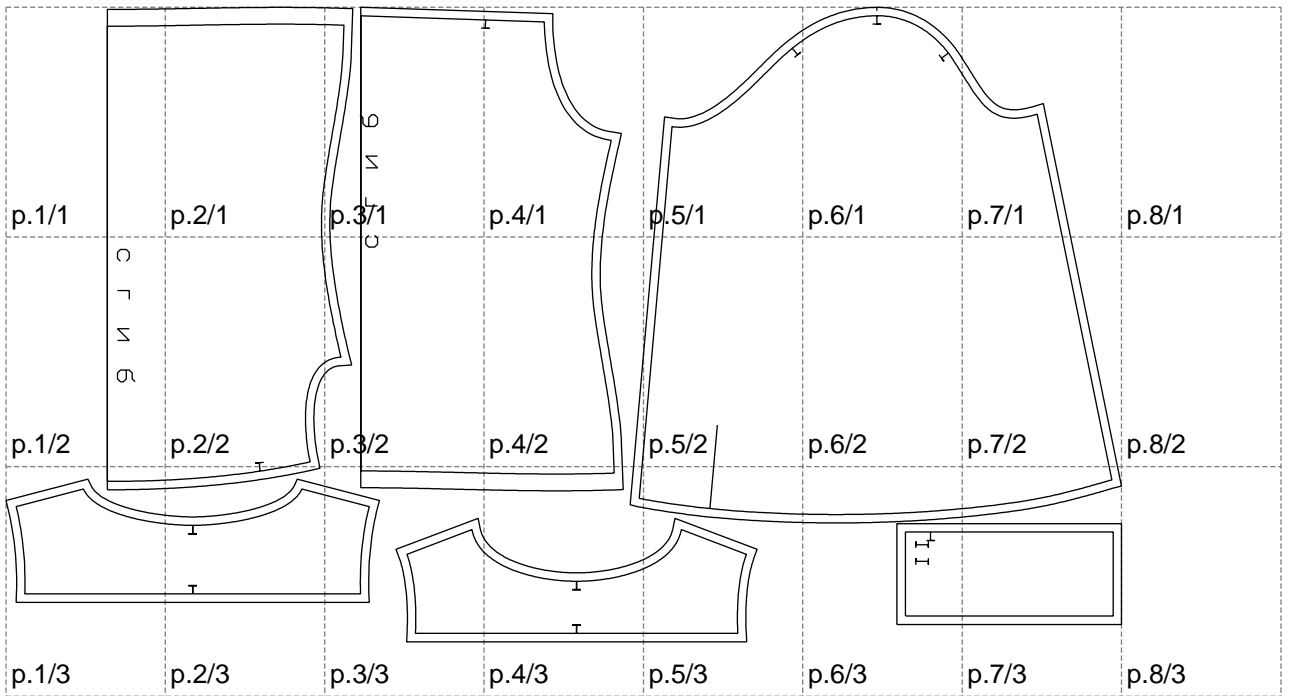 p.1/1 p.2/1 p.3/1 p.4/1 p.5/1 p.6/1 p.7/1 p.8/1
С Г И Б
С Г И Б
p.1/2 p.2/2 p.3/2 p.4/2 p.5/2 p.6/2 p.7/2 p.8/2
p.1/3 p.2/3 p.3/3 p.4/3 p.5/3 p.6/3 p.7/3 p.8/3